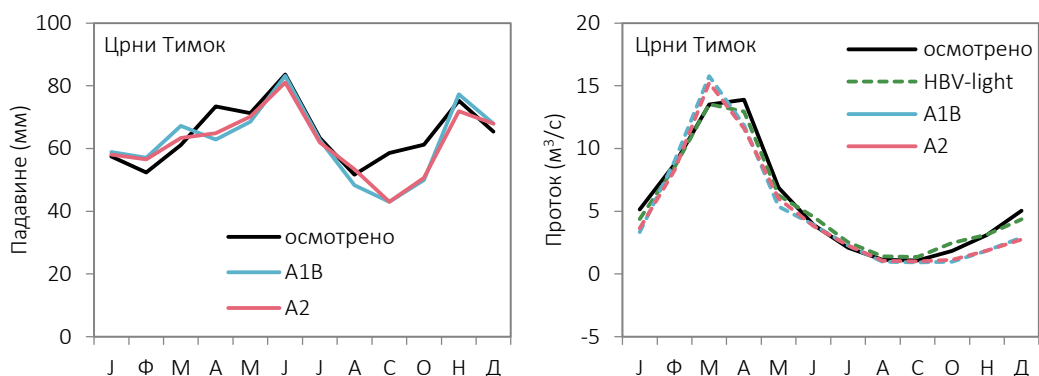 Црни Тимок
Падавине (мм)
100
80
60
40
20
0
осмотрено
A1B
A2
Ј Ф М А М Ј Ј А С О Н Д
Црни Тимок
Проток (м³/с)
20
15
10
5
0
-5
осмотрено
HBV-light
A1B
A2
Ј Ф М А М Ј Ј А С О Н Д